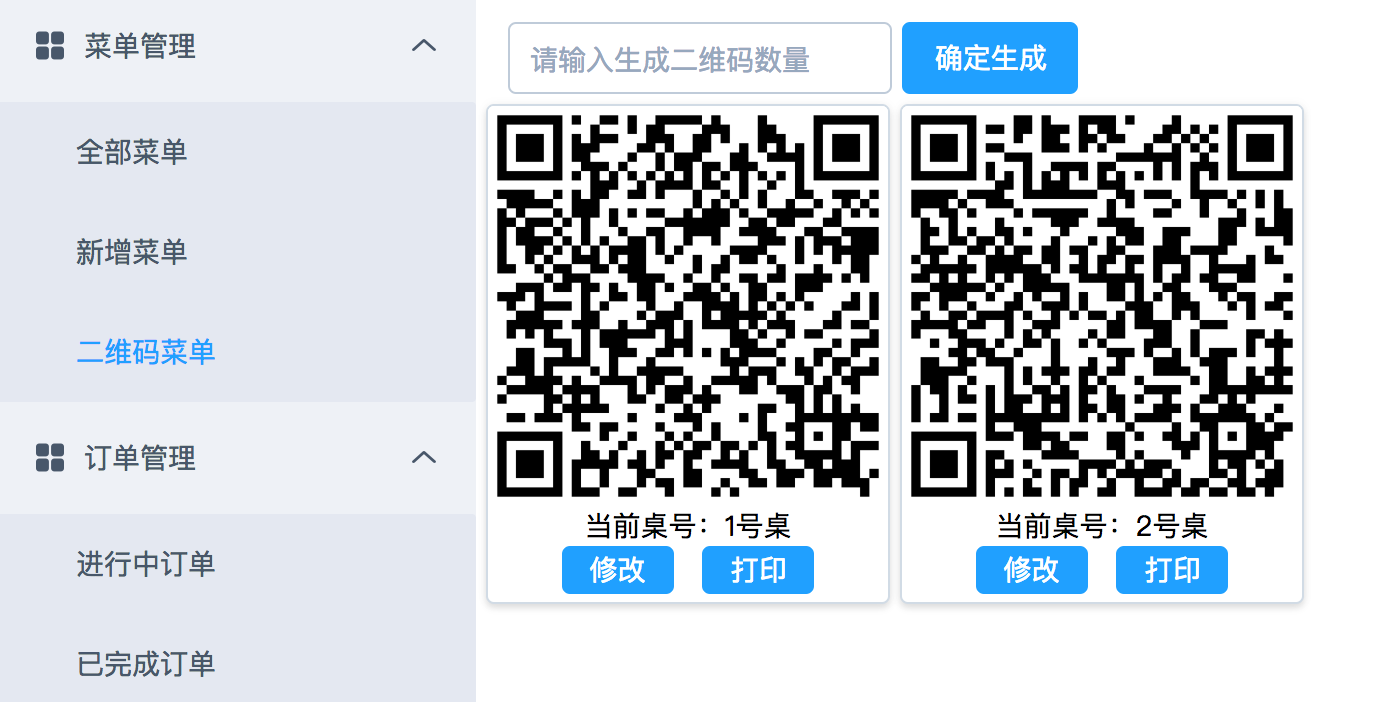 菜单管理
全部菜单
新增菜单
二维码菜单
订单管理
进行中订单
已完成订单
请输入生成二维码数量
确定生成
当前桌号：1号桌
修改
打印
当前桌号：2号桌
修改
打印